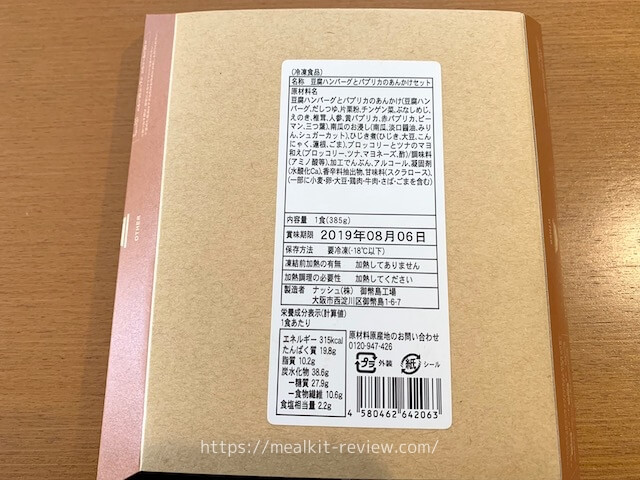 (冷凍食品)
名称 豆腐ハンバーグとパプリカのあんかけセット
原材料名
豆腐ハンバーグとパプリカのあんかけ(豆腐ハン
バーグ,だしつゆ,片栗粉,チンゲン菜,ぶなしめじ,
えのき,椎茸,人参,黄パプリカ,赤パプリカ,ピー
マン,三つ葉),南瓜のお浸し(南瓜,淡口醤油,みり
ん,シュガーカット),ひじき煮(ひじき,大豆,こん
にゃく,蓮根,ごま),ブロッコリーとツナのマヨ
和え(ブロッコリー,ツナ,マヨネーズ,酢)/調味料
(アミノ酸等),加工でんぷん,アルコール,凝固剤
(水酸化Ca),香辛料抽出物,甘味料(スクラロース),
(一部に小麦・卵・大豆・鶏肉・牛肉・さば・ごまを含む)
内容量 1食(385g)
賞味期限 2019年08月06日
保存方法 要冷凍(-18℃以下)
凍結前加熱の有無 加熱してありません
加熱調理の必要性 加熱してください
製造者 ナッシュ(株) 御幣島工場
大阪市西淀川区御幣島1-6-7
栄養成分表示(計算値)
1食あたり
エネルギー 315kcal
たんぱく質 19.8g
脂質 10.2g
炭水化物 38.6g
－糖質 27.9g
－食物繊維 10.6g
食塩相当量 2.2g
原材料原産地のお問い合わせ
0120-947-426
プラ 外装 紙 シール
4 580462 642063
https://mealkit-review.com/